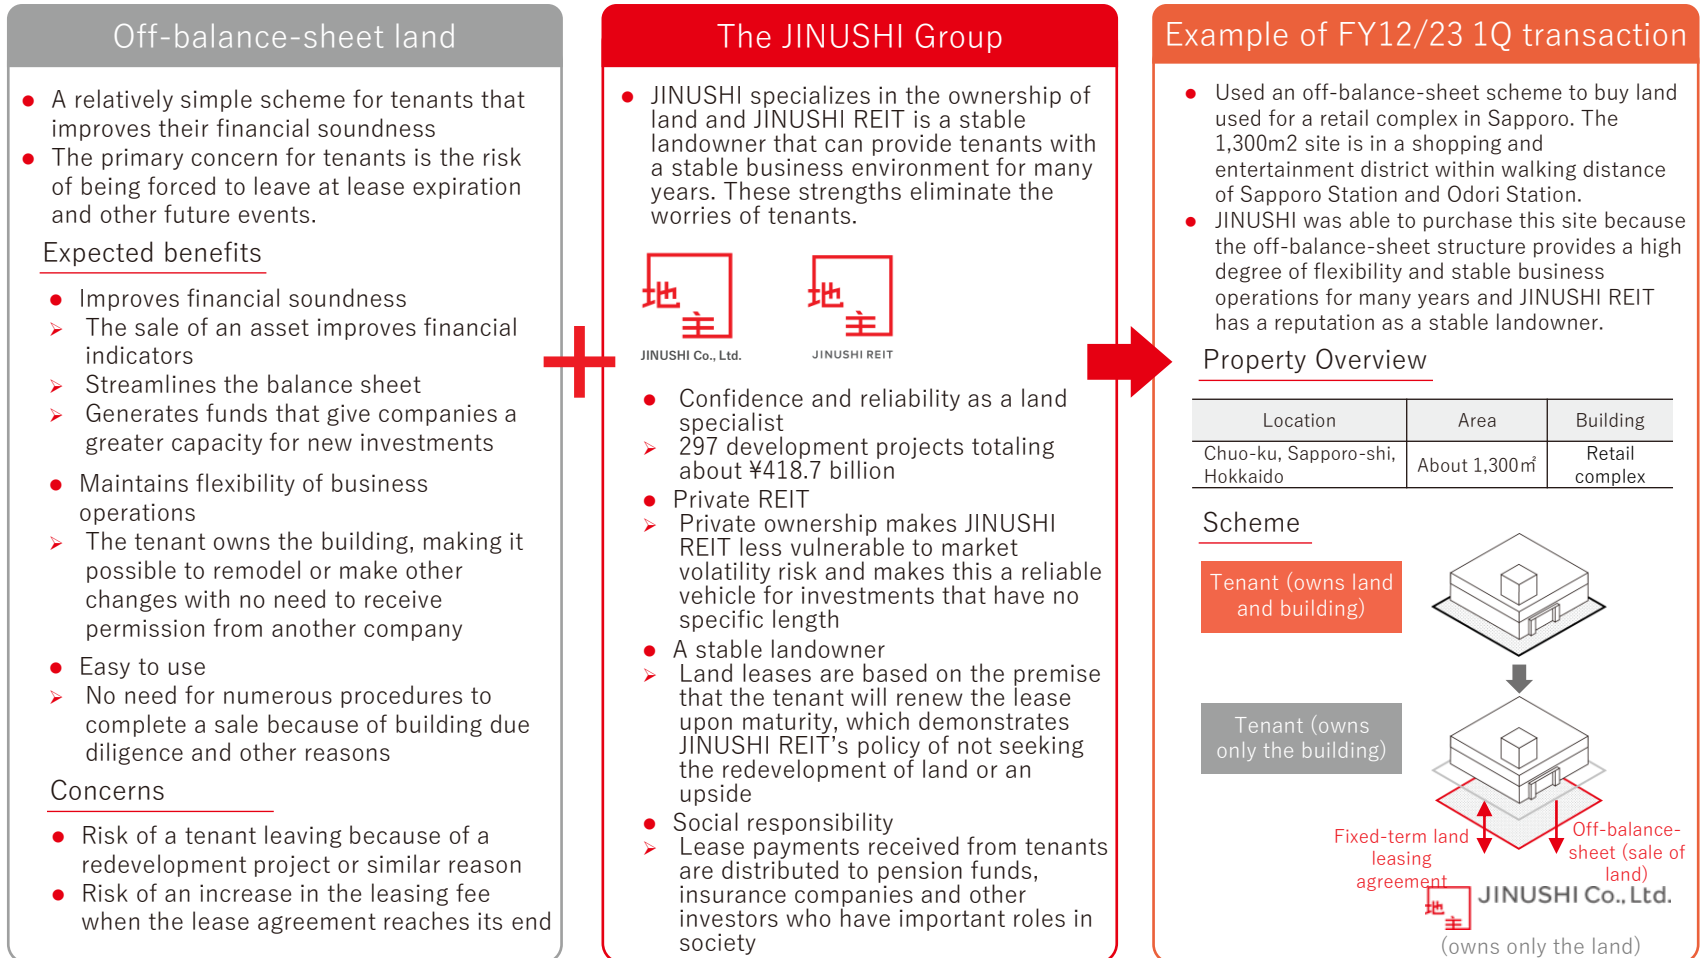 Off-balance-sheet land
A relatively simple scheme for tenants that
improves their financial soundness
The primary concern for tenants is the risk
of being forced to leave at lease expiration
and other future events.
Expected benefits
Improves financial soundness
The sale of an asset improves financial
indicators
Streamlines the balance sheet
Generates funds that give companies a
greater capacity for new investments
Maintains flexibility of business
operations
The tenant owns the building, making it
possible to remodel or make other
changes with no need to receive
permission from another company
Easy to use
No need for numerous procedures to
complete a sale because of building due
diligence and other reasons
Concerns
Risk of a tenant leaving because of a
redevelopment project or similar reason
Risk of an increase in the leasing fee
when the lease agreement reaches its end
The JINUSHI Group
JINUSHI specializes in the ownership of
land and JINUSHI REIT is a stable
landowner that can provide tenants with
a stable business environment for many
years. These strengths eliminate the
worries of tenants.
地主
JINUSHI Co., Ltd.
地主
JINUSHI REIT
Confidence and reliability as a land
specialist
297 development projects totaling
about ¥418.7 billion
Private REIT
Private ownership makes JINUSHI
REIT less vulnerable to market
volatility risk and makes this a reliable
vehicle for investments that have no
specific length
A stable landowner
Land leases are based on the premise
that the tenant will renew the lease
upon maturity, which demonstrates
JINUSHI REIT's policy of not seeking
the redevelopment of land or an
upside
Social responsibility
Lease payments received from tenants
are distributed to pension funds,
insurance companies and other
investors who have important roles in
society
Example of FY12/23 1Q transaction
Used an off-balance-sheet scheme to buy land
used for a retail complex in Sapporo. The
1,300m2 site is in a shopping and
entertainment district within walking distance
of Sapporo Station and Odori Station.
JINUSHI was able to purchase this site because
the off-balance-sheet structure provides a high
degree of flexibility and stable business
operations for many years and JINUSHI REIT
has a reputation as a stable landowner.
Property Overview
Location Area Building
Chuo-ku, Sapporo-shi,
Hokkaido
About 1,300㎡
Retail
complex
Scheme
Tenant (owns land
and building)
Tenant (owns
only the building)
Fixed-term land
leasing
agreement
Off-balance-
sheet (sale of
land)
地主
JINUSHI Co., Ltd.
(owns only the land)